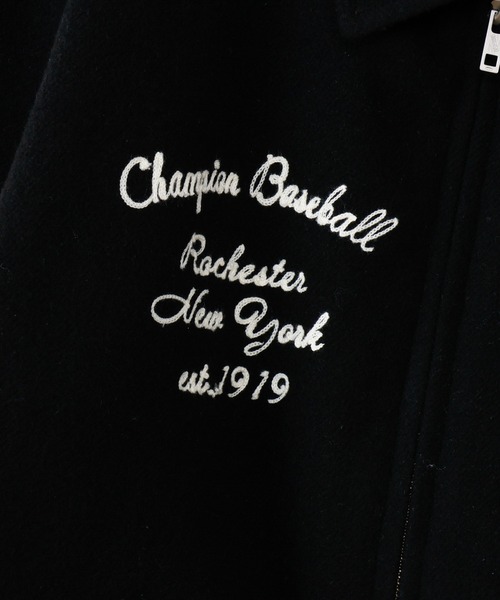 Champion Baseball
Rochester
New York
est.1919